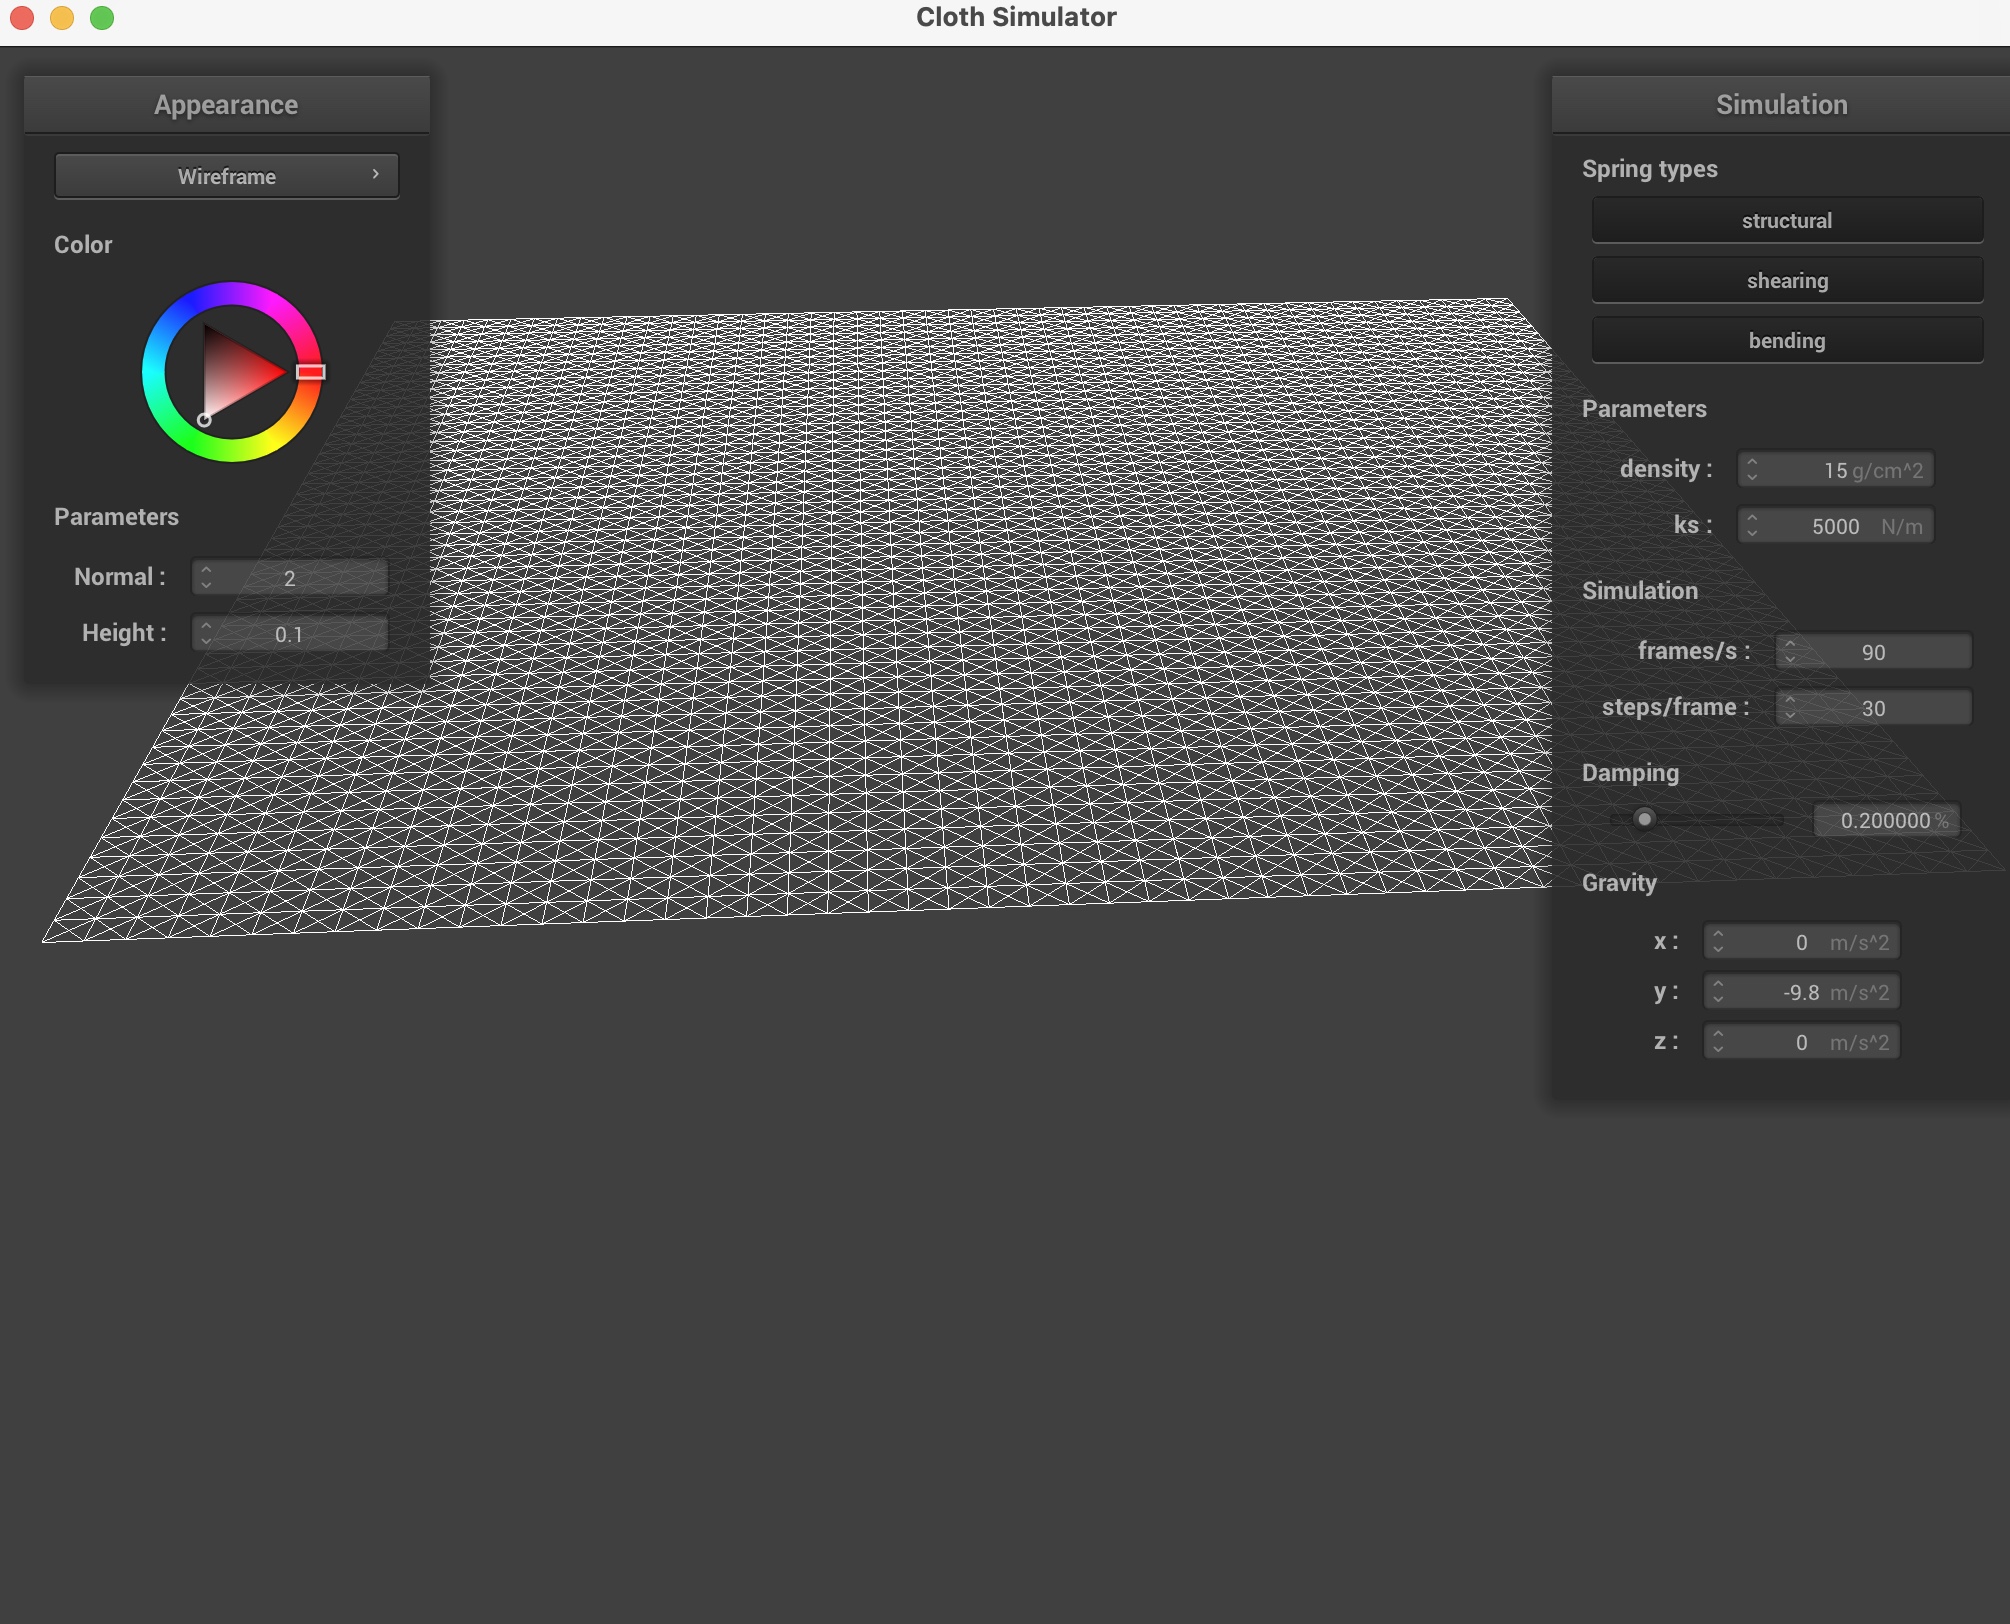 Cloth Simulator
Appearance
Wireframe
Color
Parameters
Normal : 2
Height : 0.1
Simulation
Spring types
structural
shearing
bending
Parameters
density : 15 g/cm^2
ks : 5000 N/m
Simulation
frames/s : 90
steps/frame : 30
Damping
0.200000 %
Gravity
x : 0 m/s^2
y : -9.8 m/s^2
z : 0 m/s^2